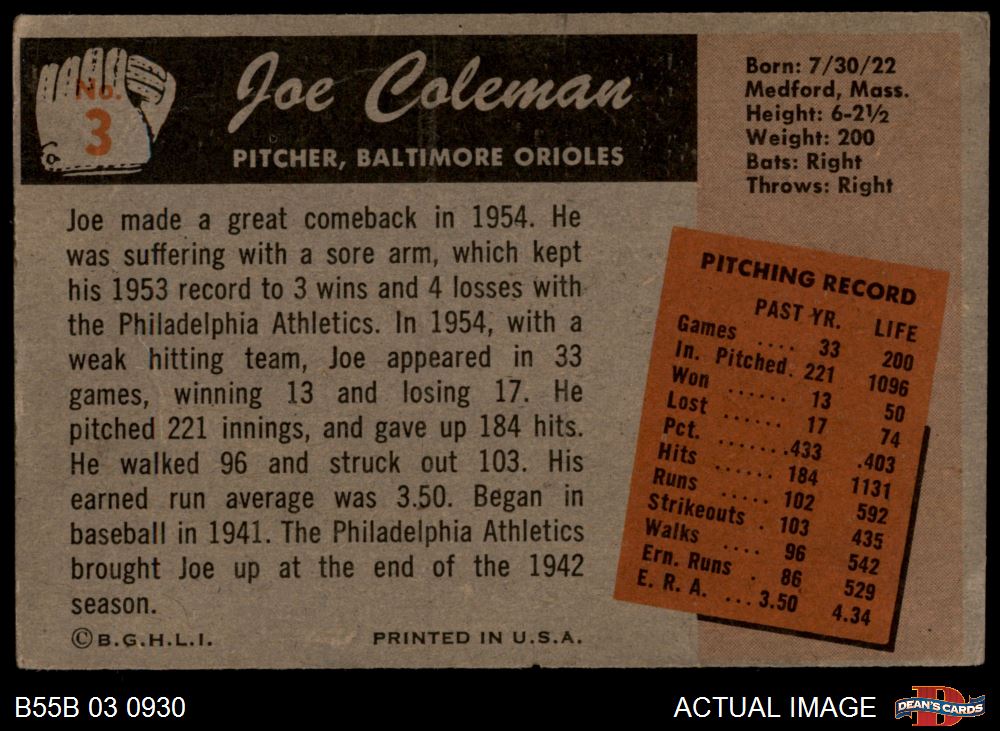 No.
3
Joe Coleman
PITCHER, BALTIMORE ORIOLES
Born: 7/30/22
Medford, Mass.
Height: 6-2½
Weight: 200
Bats: Right
Throws: Right
Joe made a great comeback in 1954. He
was suffering with a sore arm, which kept
his 1953 record to 3 wins and 4 losses with
the Philadelphia Athletics. In 1954, with a
weak hitting team, Joe appeared in 33
games, winning 13 and losing 17. He
pitched 221 innings, and gave up 184 hits.
He walked 96 and struck out 103. His
earned run average was 3.50. Began in
baseball in 1941. The Philadelphia Athletics
brought Joe up at the end of the 1942
season.
PITCHING RECORD
PAST YR. LIFE
Games .... 33 200
In. Pitched. 221 1096
Won ...... 13 50
Lost ...... 17 74
Pct. .......433 .403
Hits ...... 184 1131
Runs ..... 102 592
Strikeouts . 103 435
Walks .... 96 542
Ern. Runs . 86 529
E. R. A. ...3.50 4.34
©B.G.H.L.I. PRINTED IN U.S.A.
B55B 03 0930 ACTUAL IMAGE
D
DEAN'S CARDS